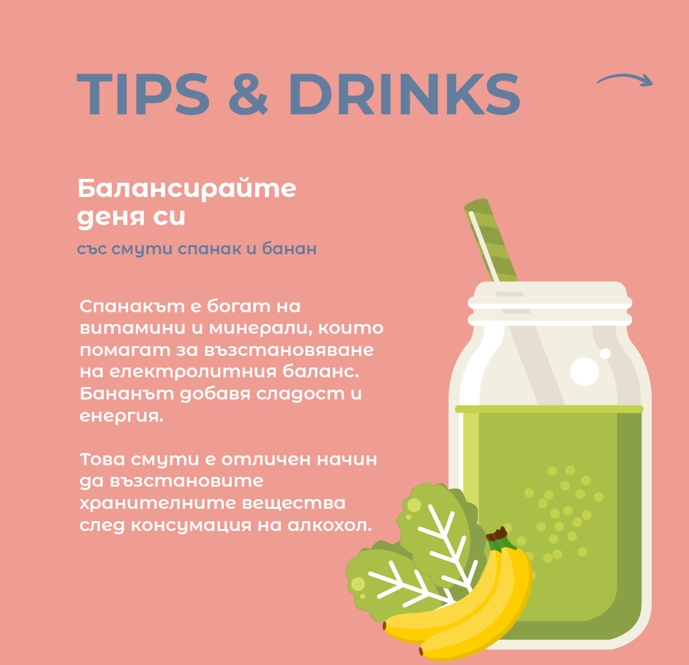 TIPS & DRINKS
Балансирайте
деня си
със смути спанак и банан
Спанакът е богат на
витамини и минерали, които
помагат за възстановяване
на електролитния баланс.
Бананът добавя сладост и
енергия.
Това смути е отличен начин
да възстановите
хранителните вещества
след консумация на алкохол.